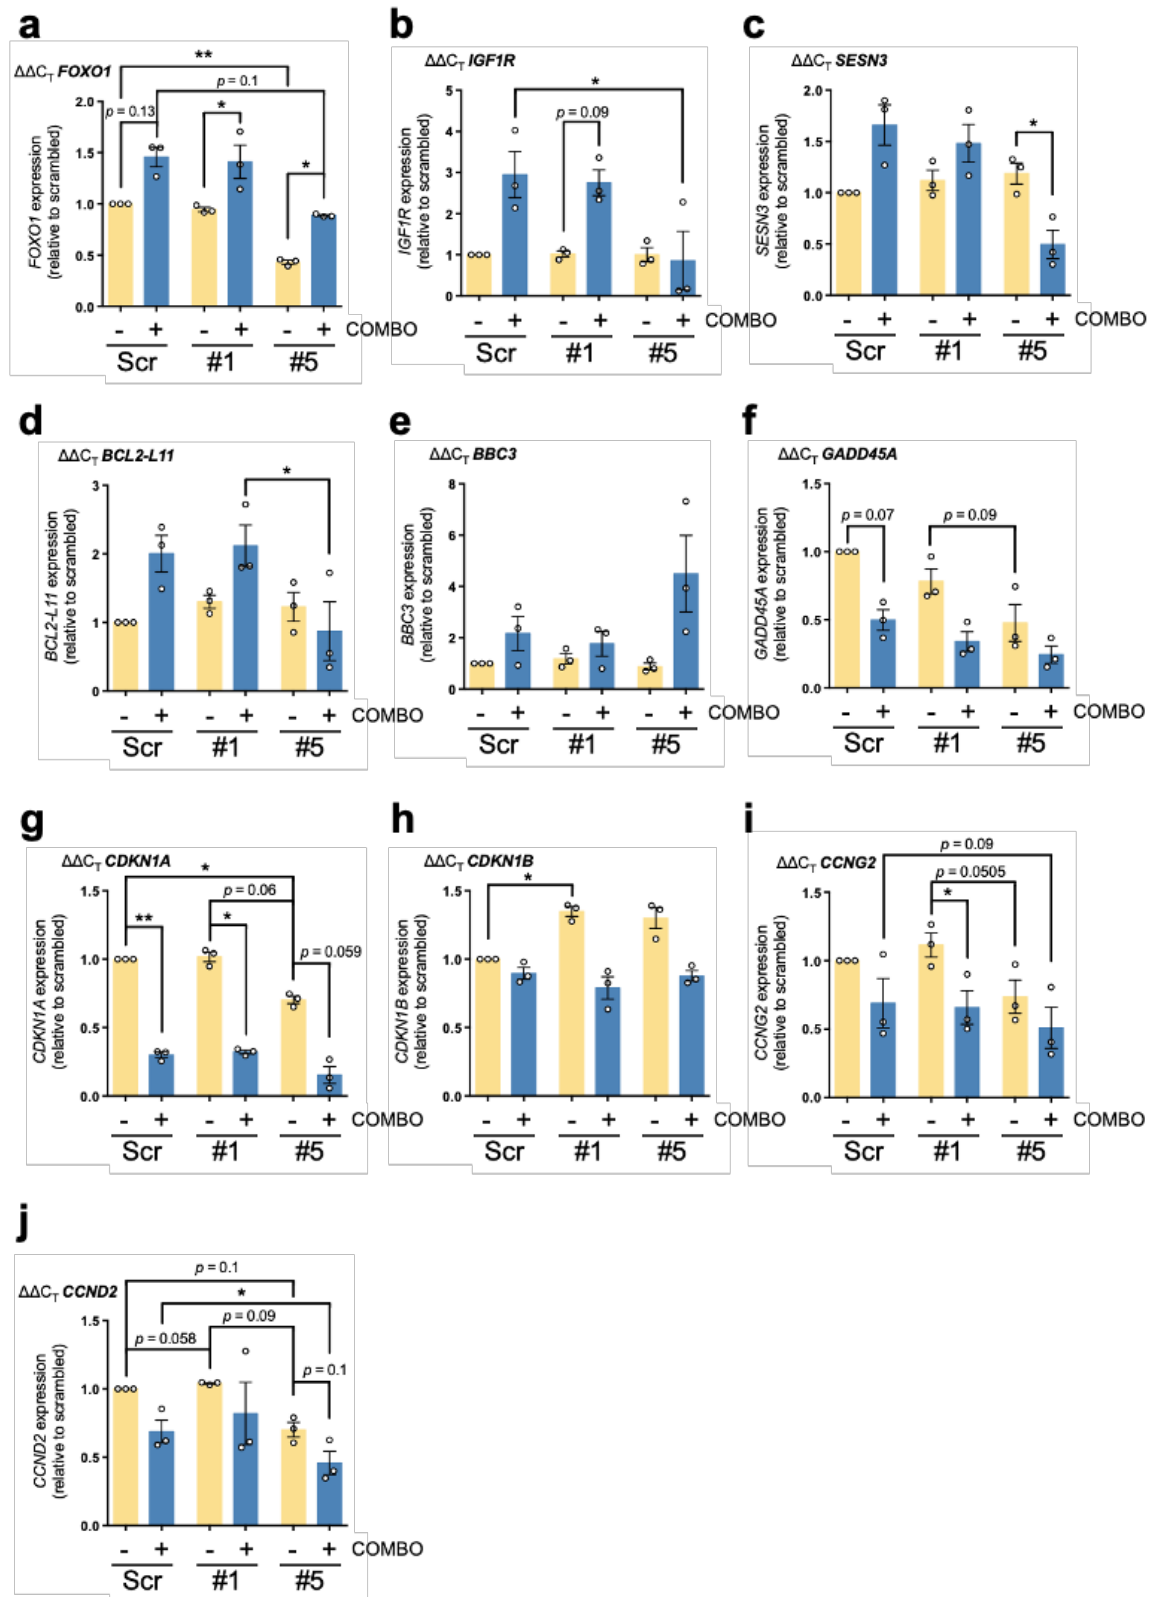 a
ΔΔCT FOXO1
**
p = 0.1
p = 0.13
*
*
2.0
1.5
1.0
0.5
0.0
FOXO1 expression
(relative to scrambled)
- + - + - + COMBO
Scr #1 #5
b
ΔΔCT IGF1R
*
p = 0.09
5
4
3
2
1
0
IGF1R expression
(relative to scrambled)
- + - + - + COMBO
Scr #1 #5
c
ΔΔCT SESN3
*
2.0
1.5
1.0
0.5
0.0
SESN3 expression
(relative to scrambled)
- + - + - + COMBO
Scr #1 #5
d
ΔΔCT BCL2-L11
*
3
2
1
0
BCL2-L11 expression
(relative to scrambled)
- + - + - + COMBO
Scr #1 #5
e
ΔΔCT BBC3
8
6
4
2
0
BBC3 expression
(relative to scrambled)
- + - + - + COMBO
Scr #1 #5
f
ΔΔCT GADD45A
p = 0.07
p = 0.09
1.5
1.0
0.5
0.0
GADD45A expression
(relative to scrambled)
- + - + - + COMBO
Scr #1 #5
g
ΔΔCT CDKN1A
*
p = 0.06
**
*
p = 0.059
1.5
1.0
0.5
0.0
CDKN1A expression
(relative to scrambled)
- + - + - + COMBO
Scr #1 #5
h
ΔΔCT CDKN1B
*
1.5
1.0
0.5
0.0
CDKN1B expression
(relative to scrambled)
- + - + - + COMBO
Scr #1 #5
i
ΔΔCT CCNG2
p = 0.09
p = 0.0505
*
1.5
1.0
0.5
0.0
CCNG2 expression
(relative to scrambled)
- + - + - + COMBO
Scr #1 #5
j
ΔΔCT CCND2
p = 0.1
*
p = 0.09
p = 0.058
p = 0.1
1.5
1.0
0.5
0.0
CCND2 expression
(relative to scrambled)
- + - + - + COMBO
Scr #1 #5